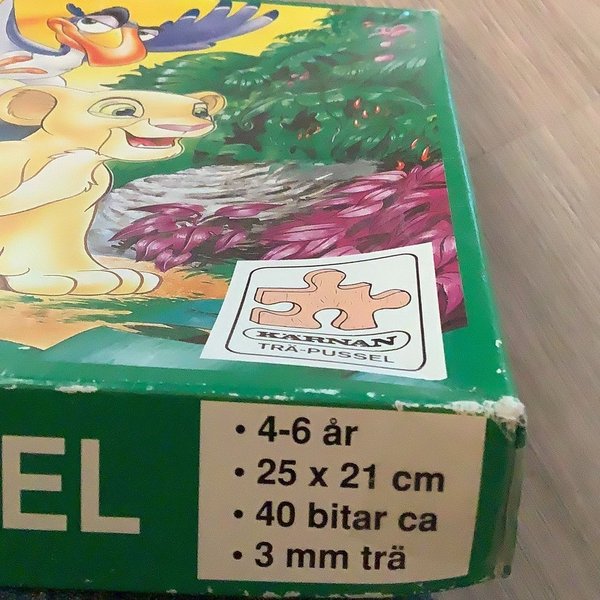 KÄRNAN
TRÄ-PUSSEL
EL
• 4-6 år
• 25 x 21 cm
• 40 bitar ca
• 3 mm trä